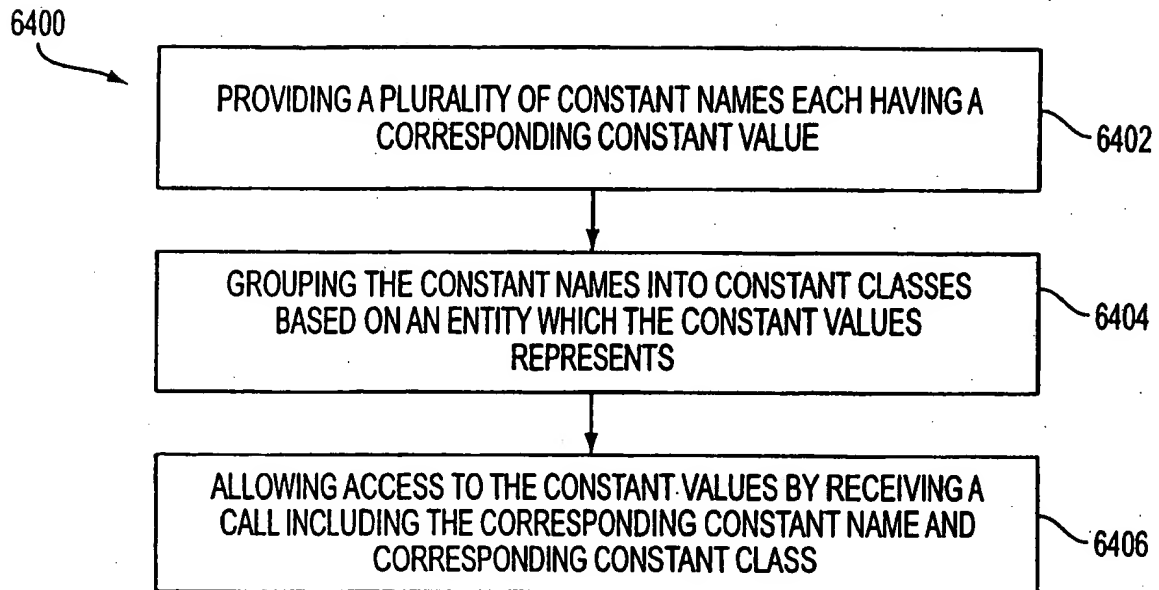 6400
PROVIDING A PLURALITY OF CONSTANT NAMES EACH HAVING A
CORRESPONDING CONSTANT VALUE
6402
GROUPING THE CONSTANT NAMES INTO CONSTANT CLASSES
BASED ON AN ENTITY WHICH THE CONSTANT VALUES
REPRESENTS
6404
ALLOWING ACCESS TO THE CONSTANT VALUES BY RECEIVING A
CALL INCLUDING THE CORRESPONDING CONSTANT NAME AND
CORRESPONDING CONSTANT CLASS
6406